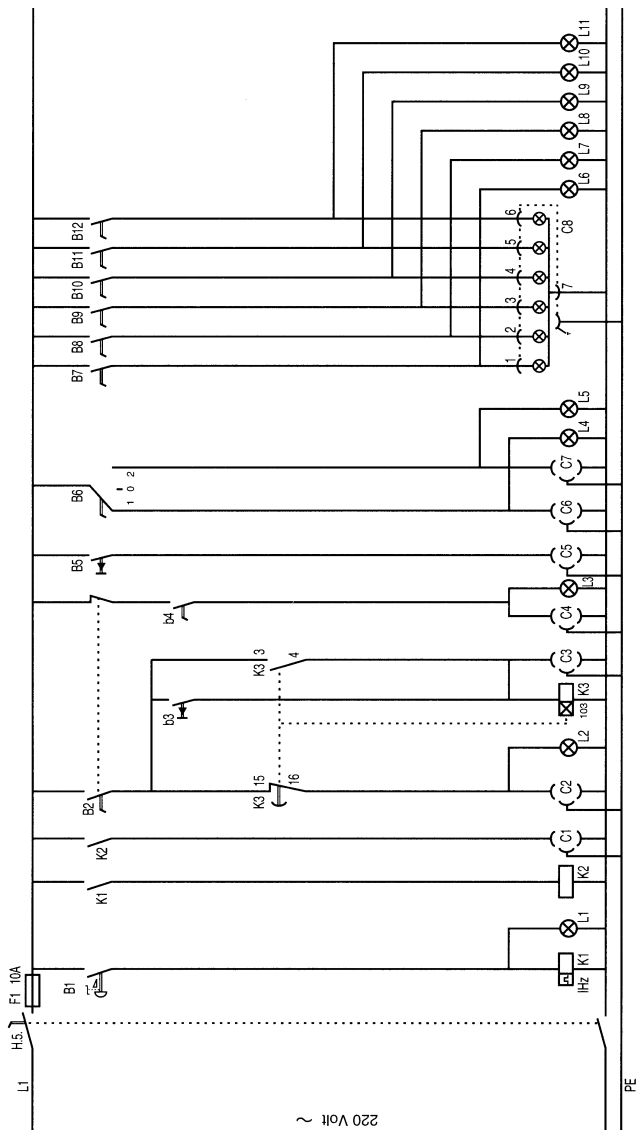 220 Volt ~
L1
PE
H.5.
F1 10A
B1
IHz
K1
L1
K1
K2
K2
C1
B2
K3
15
16
C2
L2
b3
103
K3
K3
3
4
C3
b4
C4
L3
B5
C5
B6
1 0 2
C6
C7
L4
L5
B7
B8
B9
B10
B11
B12
1
2
3
4
5
6
7
C8
L6
L7
L8
L9
L10
L11